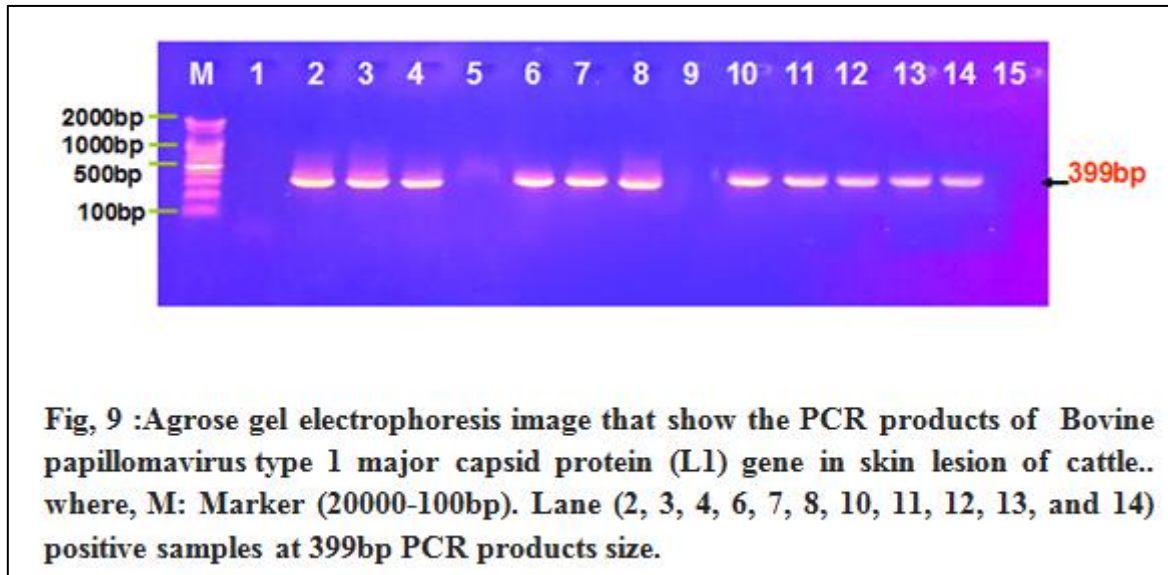 M 1 2 3 4 5 6 7 8 9 10 11 12 13 14 15
2000bp
1000bp
500bp
399bp
100bp
Fig, 9 :Agrose gel electrophoresis image that show the PCR products of Bovine
papillomavirus type 1 major capsid protein (L1) gene in skin lesion of cattle..
where, M: Marker (20000-100bp). Lane (2, 3, 4, 6, 7, 8, 10, 11, 12, 13, and 14)
positive samples at 399bp PCR products size.